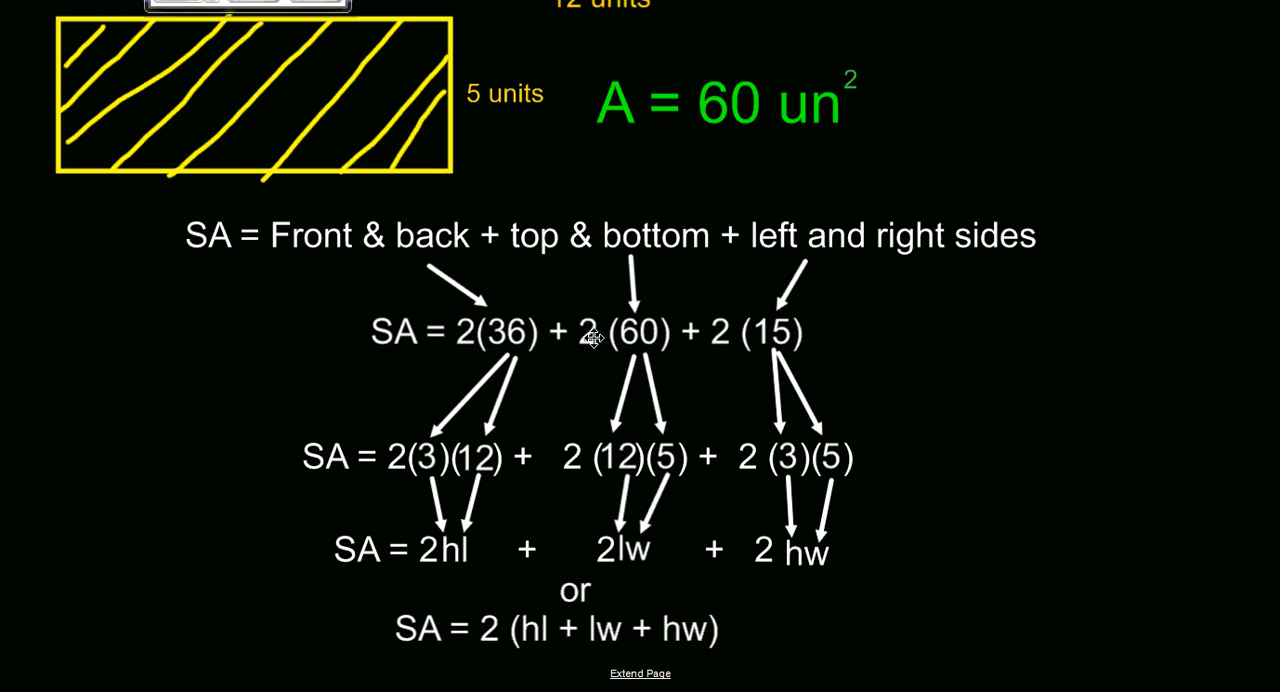 12 units
5 units
A = 60 un²
SA = Front & back + top & bottom + left and right sides
SA = 2(36) + 2 (60) + 2 (15)
SA = 2(3)(12) + 2 (12)(5) + 2 (3)(5)
SA = 2hl + 2lw + 2 hw
or
SA = 2 (hl + lw + hw)
Extend Page